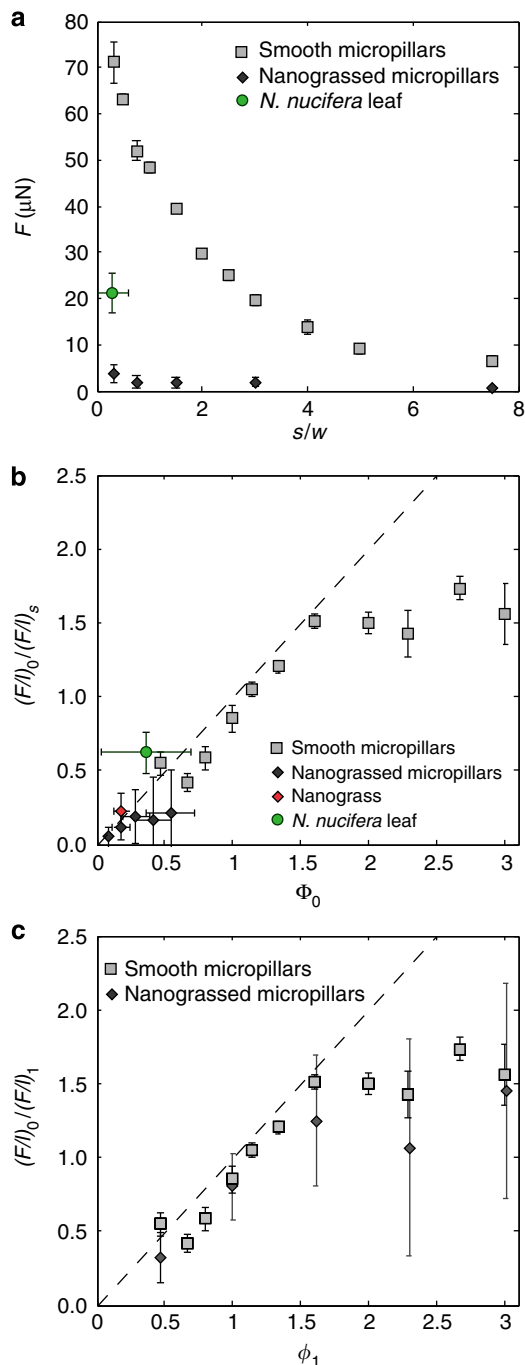 a
80
70
60
50
40
30
20
10
0
F (μN)
Smooth micropillars
Nanograssed micropillars
N. nucifera leaf
0 2 4 6 8
s/w
b
2.5
2.0
1.5
1.0
0.5
0.0
(F/l)0/(F/l)s
Smooth micropillars
Nanograssed micropillars
Nanograss
N. nucifera leaf
0 0.5 1 1.5 2 2.5 3
Φ0
c
2.5
2.0
1.5
1.0
0.5
0.0
(F/l)0/(F/l)1
Smooth micropillars
Nanograssed micropillars
0 0.5 1 1.5 2 2.5 3
ϕ1